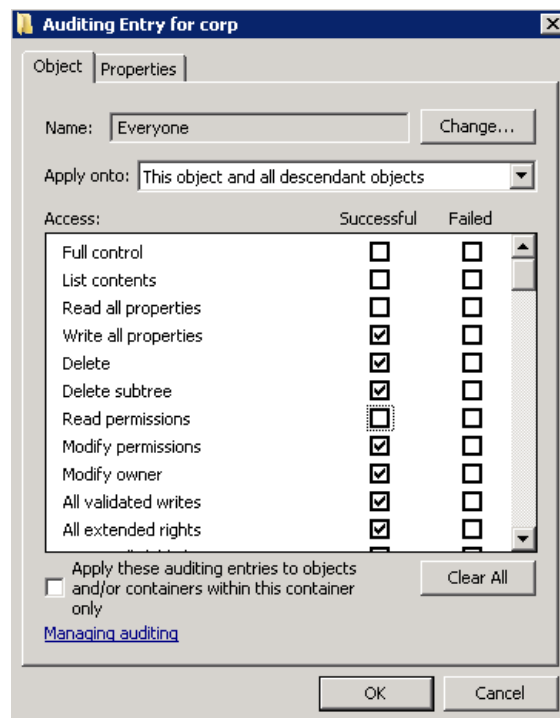 Auditing Entry for corp
Object Properties
Name: Everyone Change...
Apply onto: This object and all descendant objects
Access: Successful Failed
Full control
List contents
Read all properties
Write all properties
Delete
Delete subtree
Read permissions
Modify permissions
Modify owner
All validated writes
All extended rights
Apply these auditing entries to objects
and/or containers within this container
only
Clear All
Managing auditing
OK Cancel